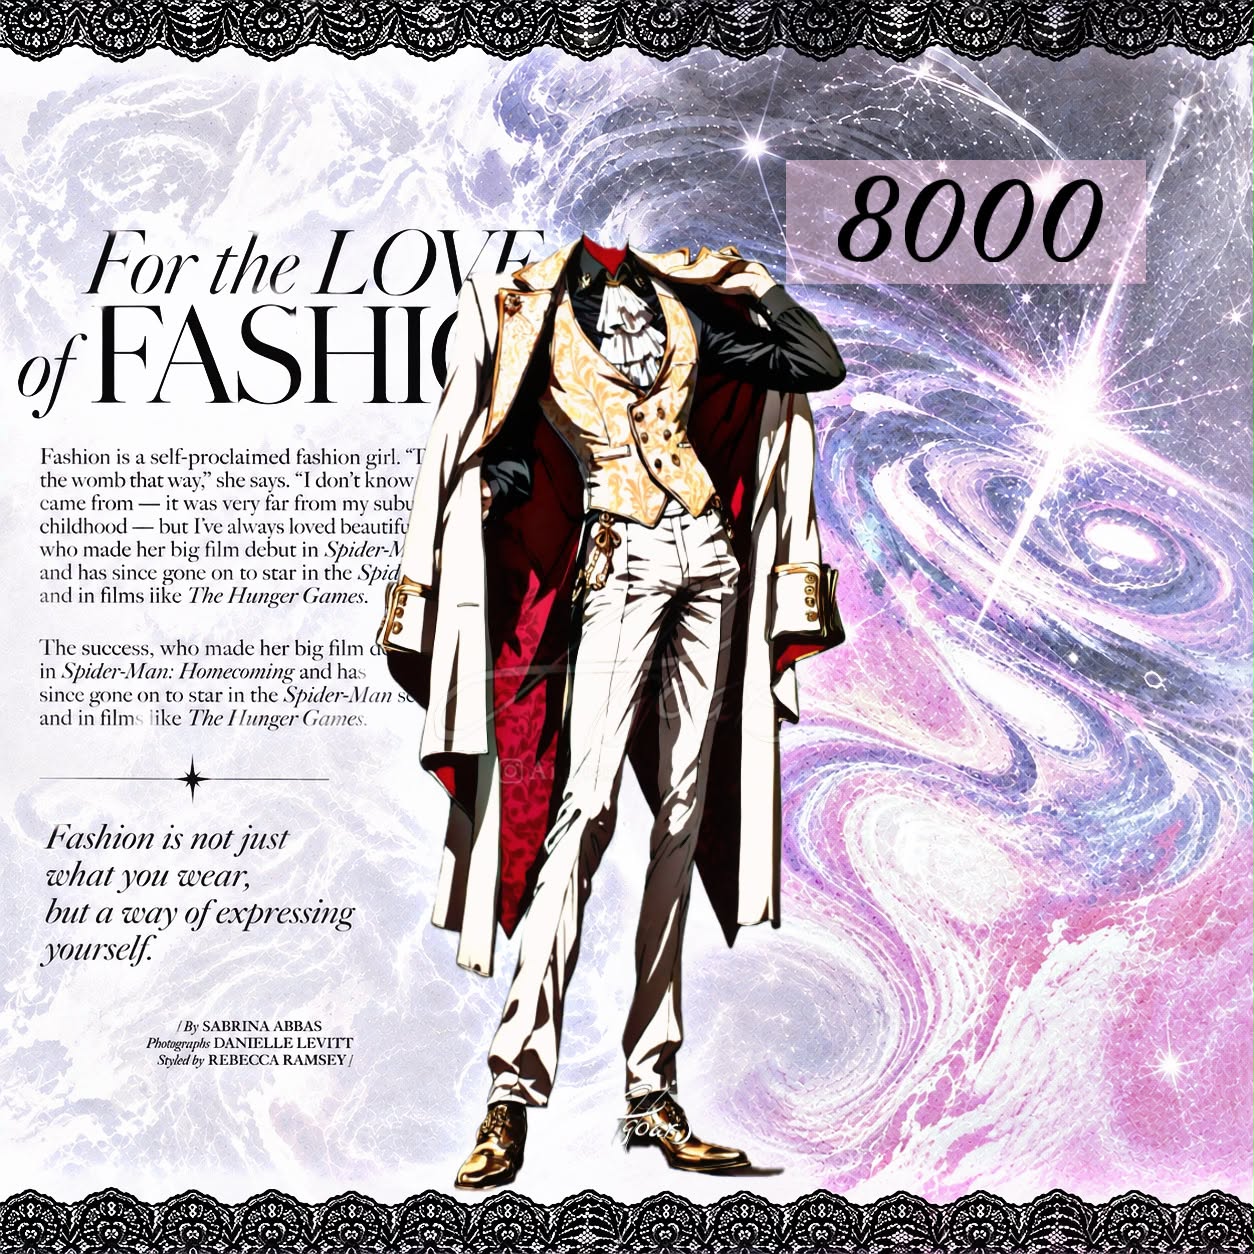 For the LOVE
of FASHIO
8000
Fashion is a self-proclaimed fashion girl. “T
the womb that way,” she says. “I don’t know
came from — it was very far from my subu
childhood — but I’ve always loved beautifu
who made her big film debut in Spider-M
and has since gone on to star in the Spid
and in films iike The Hunger Games.
The success, who made her big film d
in Spider-Man: Homecoming and has
since gone on to star in the Spider-Man se
and in films like The Hunger Games.
Fashion is not just
what you wear,
but a way of expressing
yourself.
/ By SABRINA ABBAS
Photographs DANIELLE LEVITT
Styled by REBECCA RAMSEY /